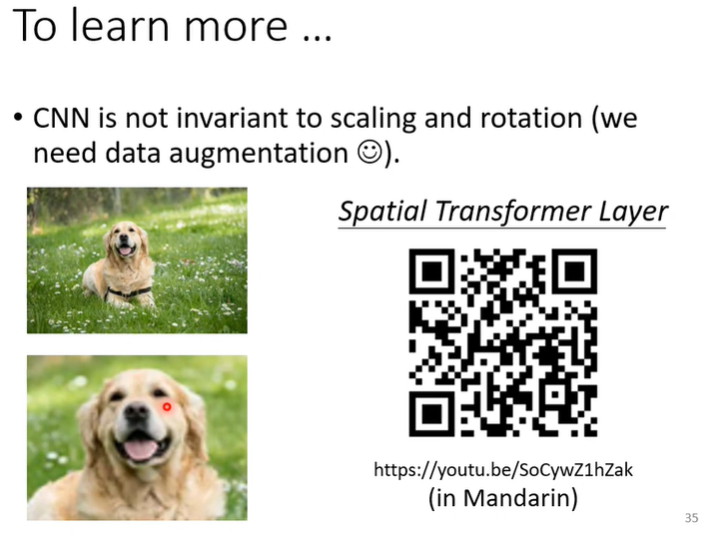 To learn more …
• CNN is not invariant to scaling and rotation (we
need data augmentation ☺).
Spatial Transformer Layer
https://youtu.be/SoCywZ1hZak
(in Mandarin)
35